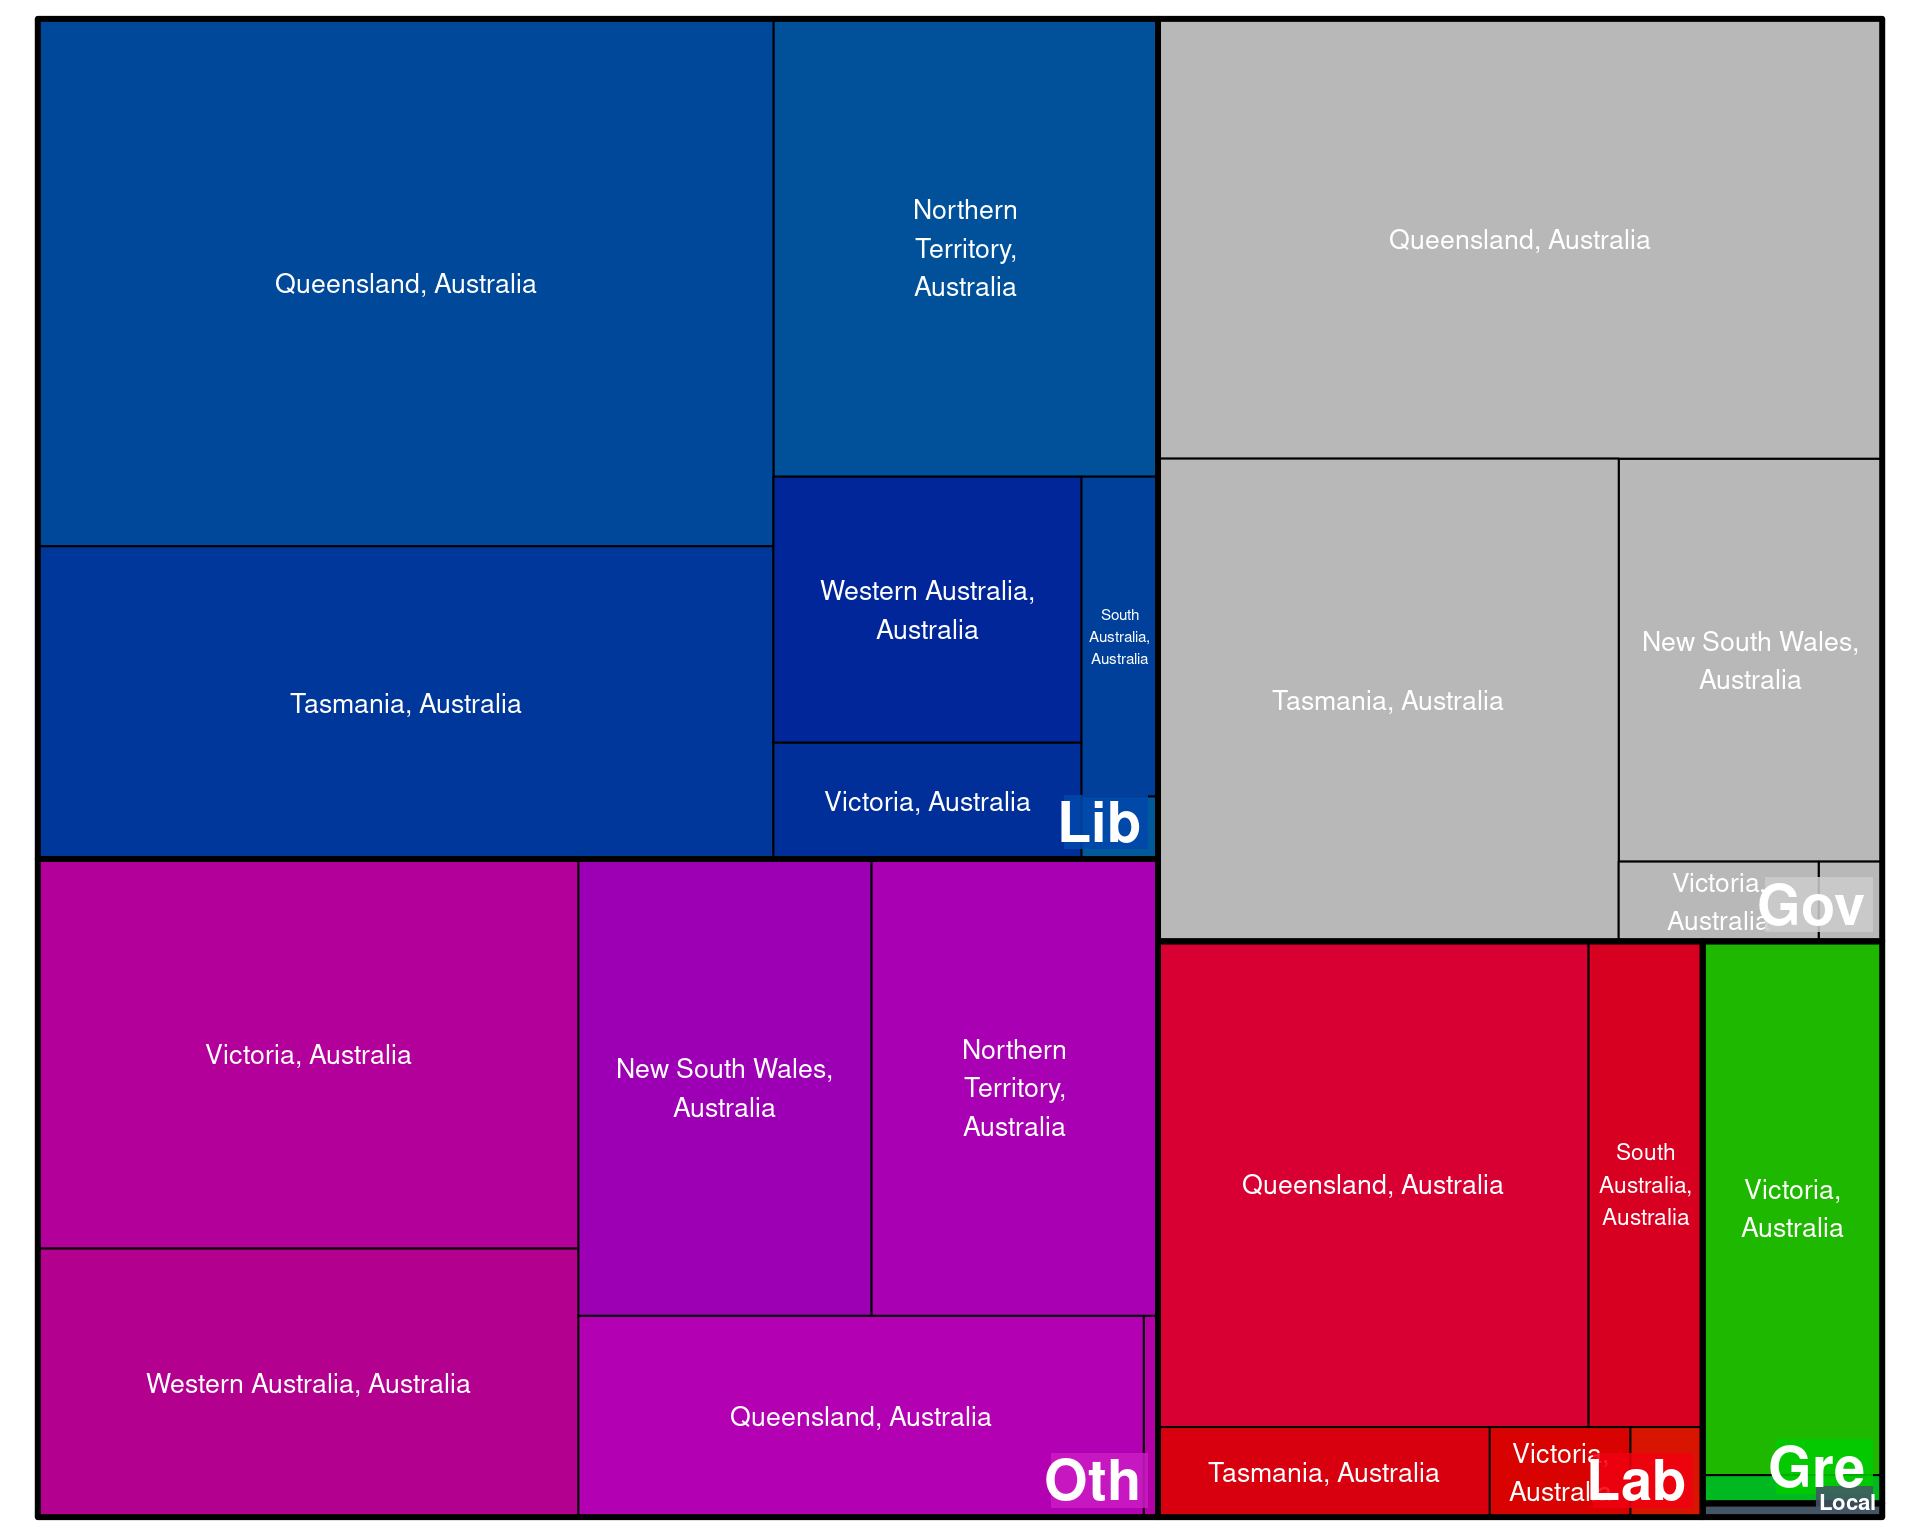 Queensland, Australia
Northern
Territory,
Australia
Tasmania, Australia
Western Australia,
Australia
South
Australia,
Australia
Victoria, Australia
Lib
Queensland, Australia
Tasmania, Australia
New South Wales,
Australia
Victoria,
Australia
Gov
Victoria, Australia
New South Wales,
Australia
Northern
Territory,
Australia
Western Australia, Australia
Queensland, Australia
Oth
Queensland, Australia
South
Australia,
Australia
Tasmania, Australia
Victoria,
Australia
Lab
Victoria,
Australia
Gre
Local